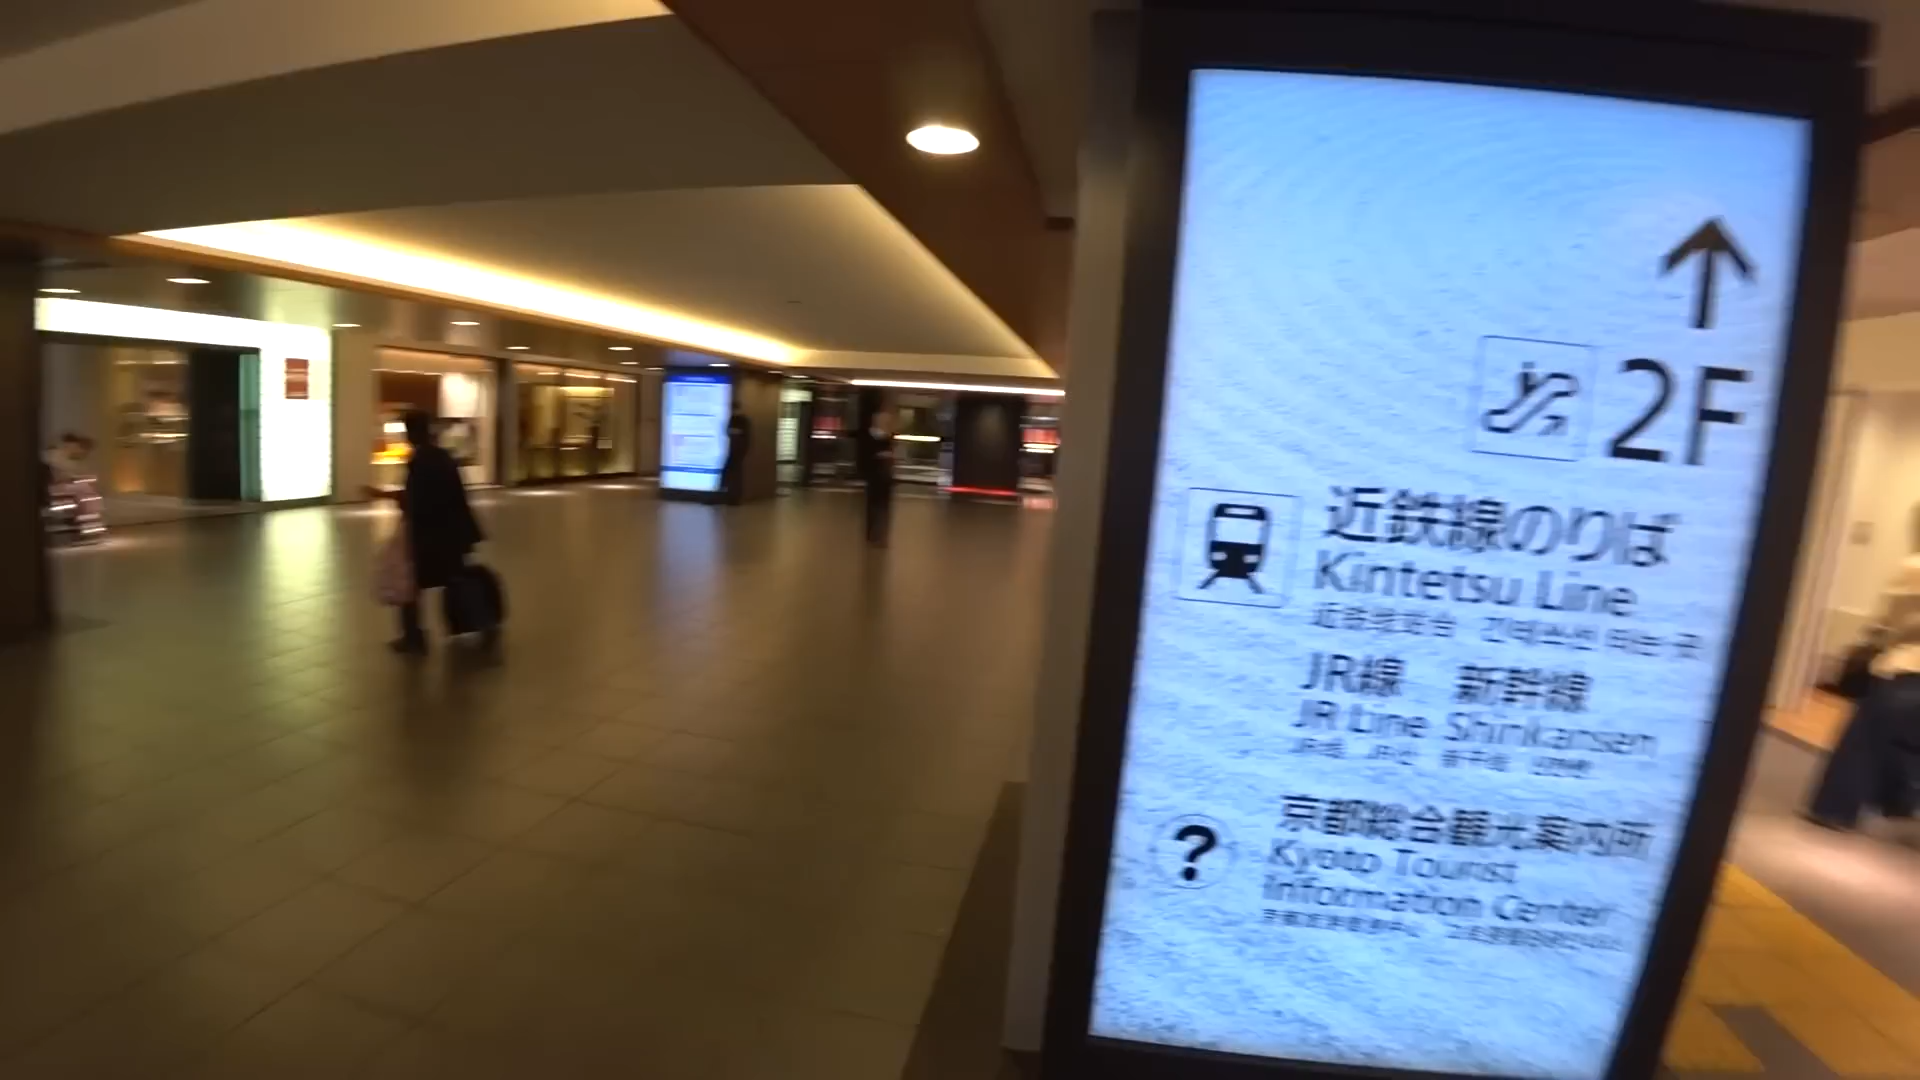 2F
近鉄線のりば
Kintetsu Line
JR線 新幹線
JR Line Shinkansen
京都総合観光案内所
?
Kyoto Tourist
Information Center